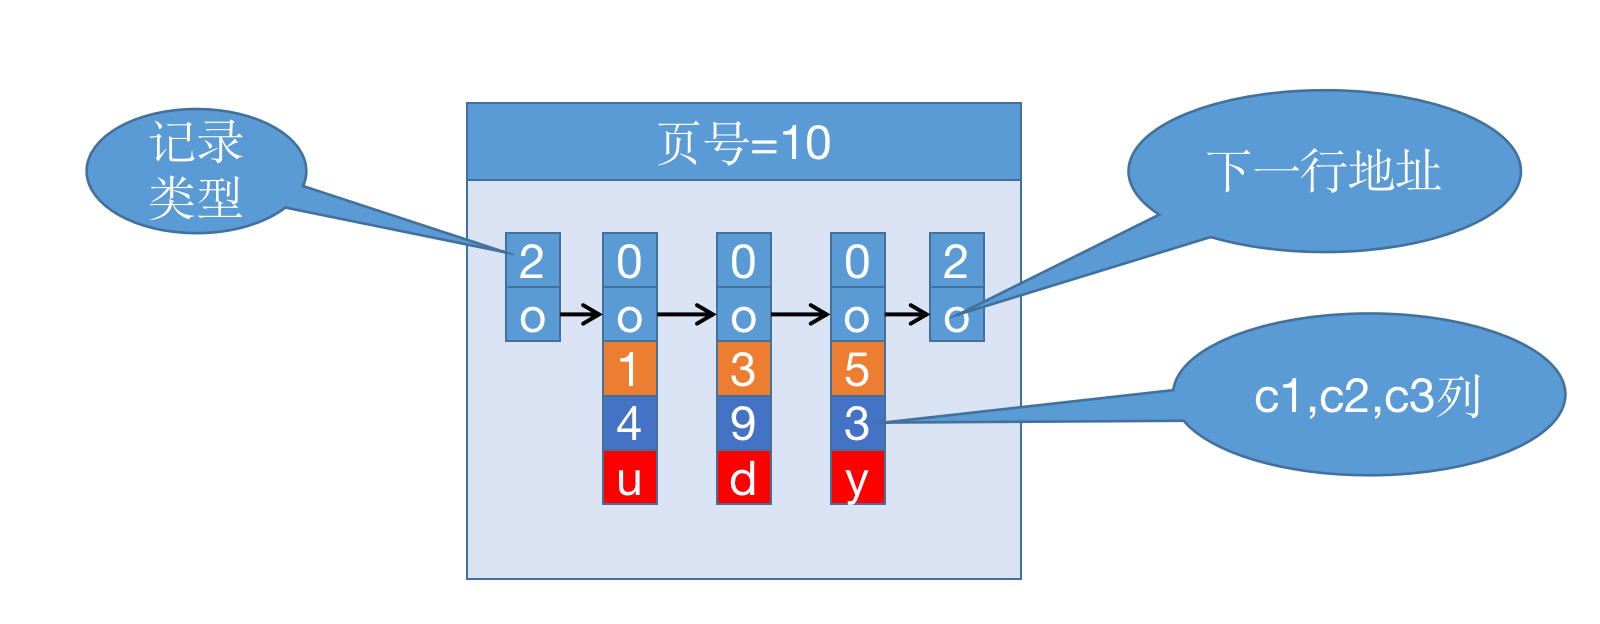 页号=10
记录
类型
下一行地址
2 0 0 0 2
o o o o o
1 3 5
4 9 3
c1,c2,c3列
u d y